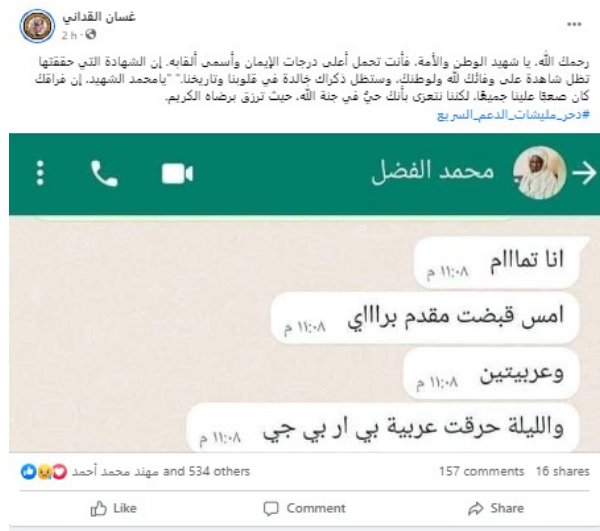 غسان القداني
2 h
رحمك الله، يا شهيد الوطن والأمة، فأنت تحمل أعلى درجات الإيمان وأسمى ألقابه. إن الشهادة التي حققتها
تظل شاهدة على وفائك لله ولوطنك، وستظل ذكراك خالدة في قلوبنا وتاريخنا." "يامحمد الشهيد، إن فراقك
كان صعبًا علينا جميعًا، لكننا نتعزى بأنك حيٌ في جنة الله، حيث ترزق برضاه الكريم.
#دحر_مليشات_الدعم_السريع
محمد الفضل
انا تمااام
١١:٠٨ م
امس قبضت مقدم براااي
١١:٠٨ م
وعربيتين
١١:٠٨ م
والليلة حرقت عربية بي ار بي جي
١١:٠٨ م
مهند محمد أحمد and 534 others
157 comments 16 shares
Like Comment Share